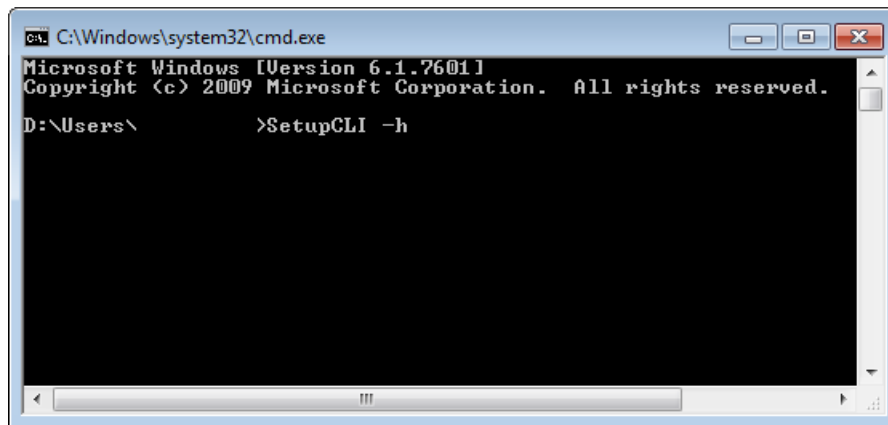 C:\Windows\system32\cmd.exe
Microsoft Windows [Version 6.1.7601]
Copyright (c) 2009 Microsoft Corporation.  All rights reserved.
D:\Users\          >SetupCLI -h